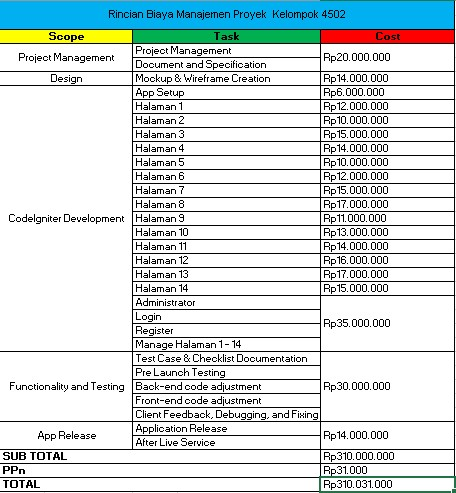 Rincian Biaya Manajemen Proyek Kelompok 4502
Scope Task Cost
Project Management Project Management Rp20.000.000
Document and Specification
Design Mockup & Wireframe Creation Rp14.000.000
CodeIgniter Development App Setup Rp6.000.000
Halaman 1 Rp12.000.000
Halaman 2 Rp10.000.000
Halaman 3 Rp15.000.000
Halaman 4 Rp14.000.000
Halaman 5 Rp10.000.000
Halaman 6 Rp12.000.000
Halaman 7 Rp15.000.000
Halaman 8 Rp17.000.000
Halaman 9 Rp11.000.000
Halaman 10 Rp13.000.000
Halaman 11 Rp14.000.000
Halaman 12 Rp16.000.000
Halaman 13 Rp17.000.000
Halaman 14 Rp15.000.000
Administrator Rp35.000.000
Login
Register
Manage Halaman 1 - 14
Functionality and Testing Test Case & Checklist Documentation Rp30.000.000
Pre Launch Testing
Back-end code adjustment
Front-end code adjustment
Client Feedback, Debugging, and Fixing
App Release Application Release Rp14.000.000
After Live Service
SUB TOTAL Rp310.000.000
PPn Rp31.000
TOTAL Rp310.031.000